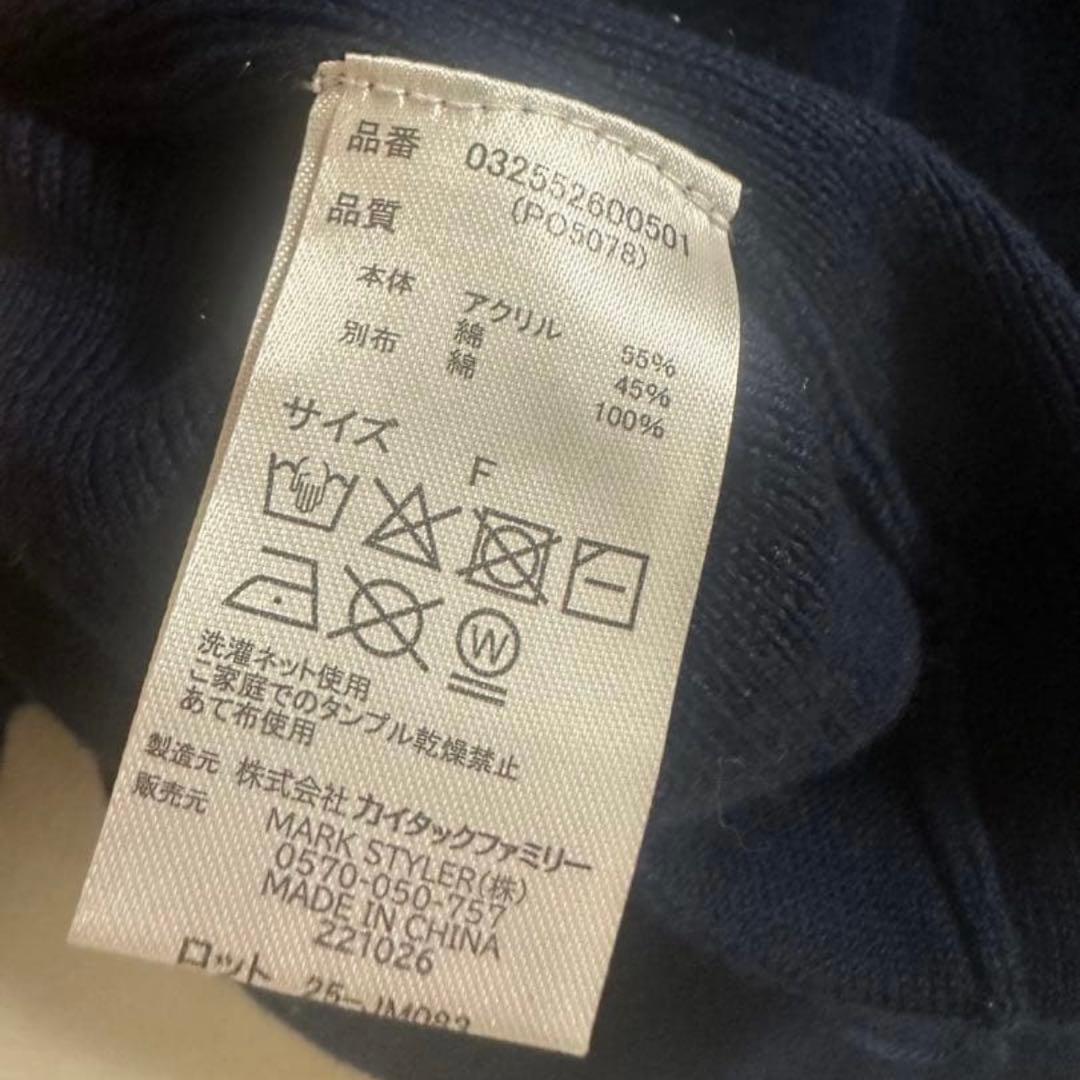 品番 032552600501
(PO5078)
品質
本体 アクリル 55%
綿 45%
別布 綿 100%
サイズ
F
W
洗濯ネット使用
ご家庭でのタンブル乾燥禁止
あて布使用
製造元 株式会社 カイタックファミリー
販売元 MARK STYLER(株)
0570-050-757
MADE IN CHINA
221026
ロット 25-JM083